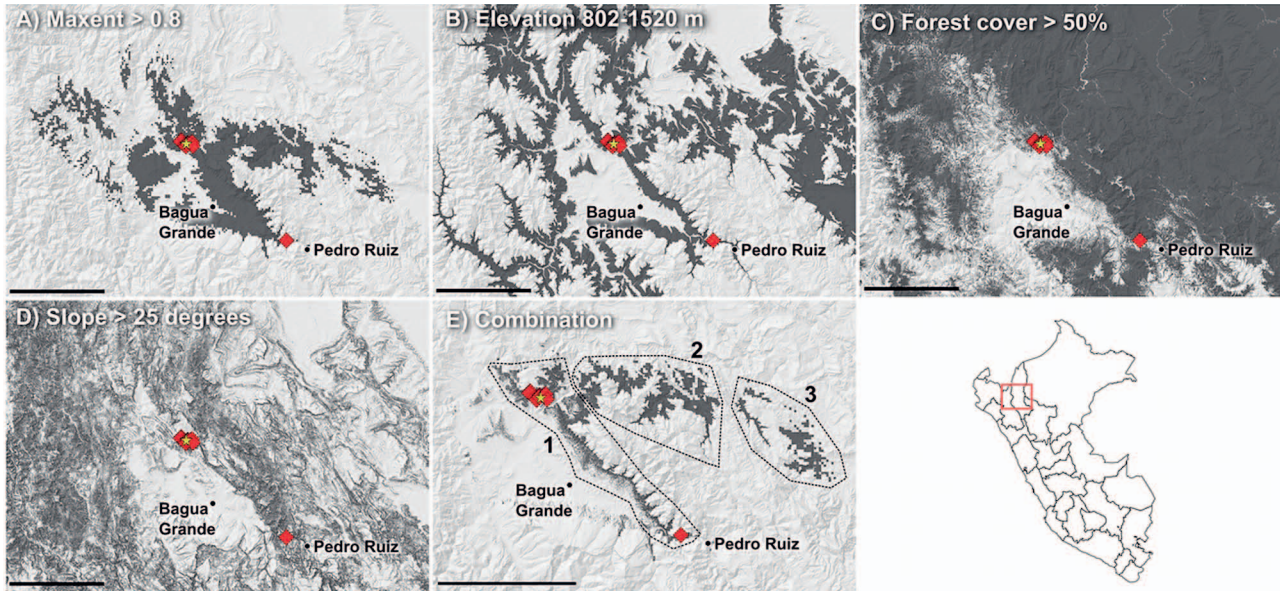 A) Maxent > 0.8
Bagua
Grande
Pedro Ruiz
B) Elevation 802-1520 m
Bagua
Grande
Pedro Ruiz
C) Forest cover > 50%
Bagua
Grande
Pedro Ruiz
D) Slope > 25 degrees
Bagua
Grande
Pedro Ruiz
E) Combination
2
3
1
Bagua
Grande
Pedro Ruiz